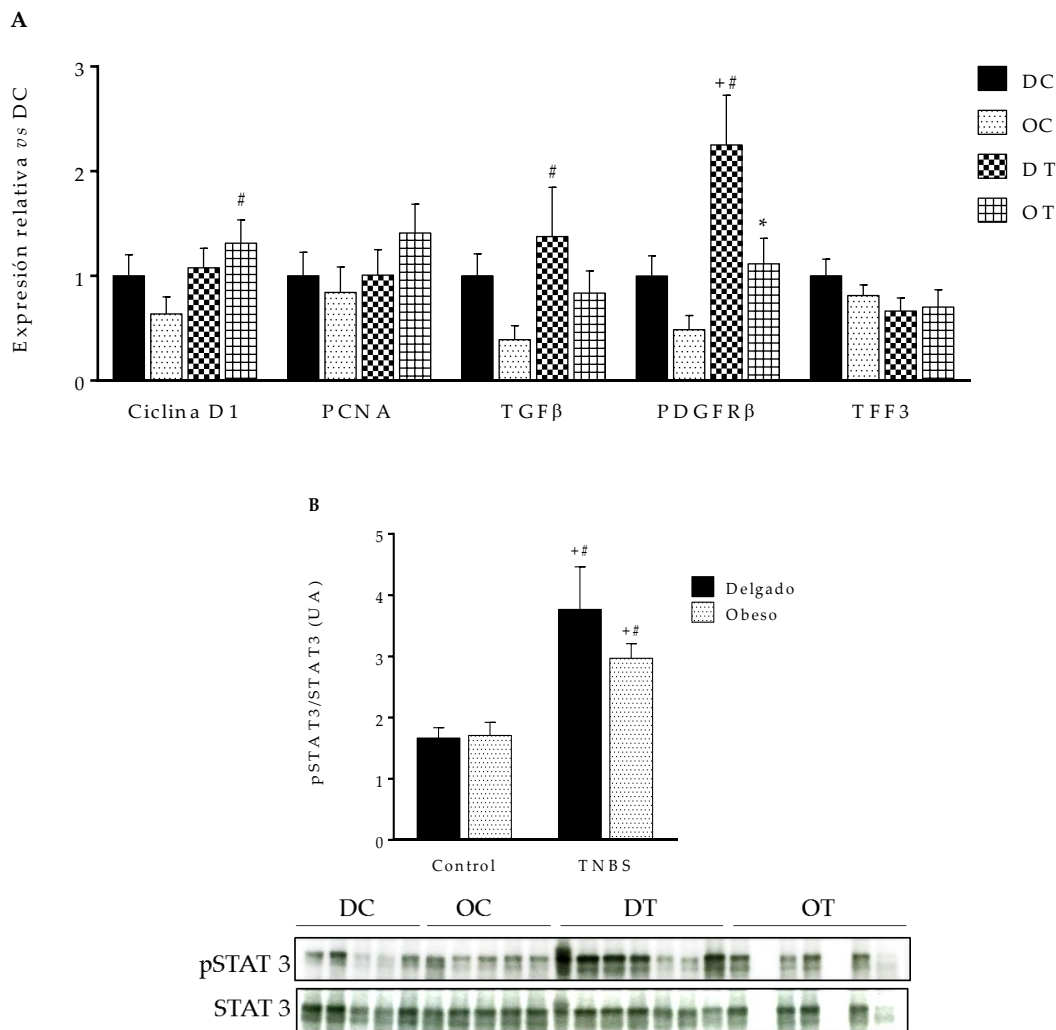 A
3
2
1
0
Expresión relativa vs DC
+ #
#
#
*
DC
OC
DT
OT
Ciclina D1 PCNA TGFβ PDGFRβ TFF3
B
5
4
3
2
1
0
pSTAT3/STAT3 (UA)
+#
+#
Delgado
Obeso
Control TNBS
DC OC DT OT
pSTAT 3
STAT 3